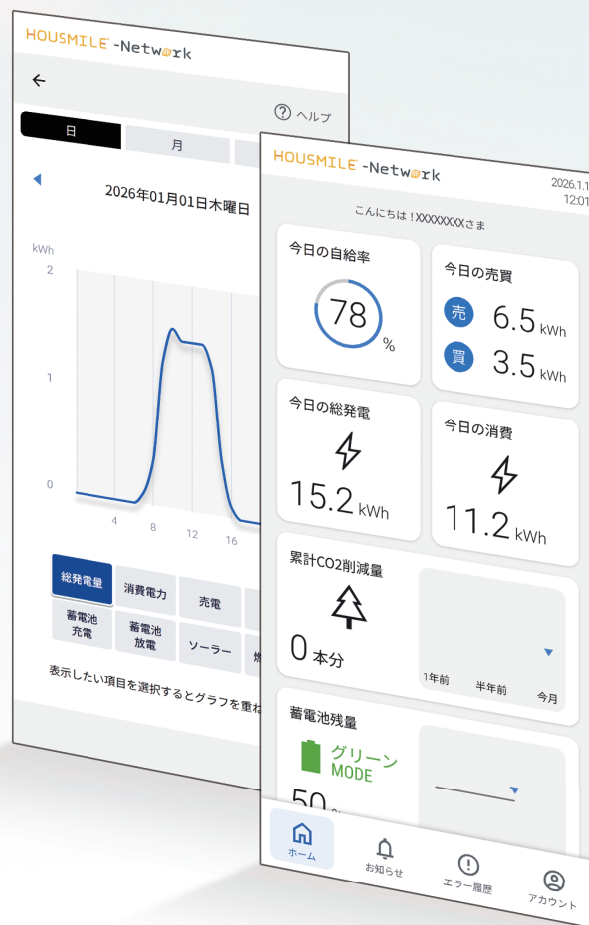 HOUSMILE -Network
ヘルプ
日
月
2026年01月01日木曜日
kWh
2
1
0
4
8
12
16
総発電量
消費電力
売電
蓄電池
充電
蓄電池
放電
ソーラー
表示したい項目を選択するとグラフを重ね
HOUSMILE -Network
2026.1.1
12:01
こんにちは！XXXXXXXXさま
今日の自給率
78
%
今日の売買
売 6.5 kWh
買 3.5 kWh
今日の総発電
15.2 kWh
今日の消費
11.2 kWh
累計CO2削減量
0 本分
1年前
半年前
今月
蓄電池残量
グリーン
MODE
50
ホーム
お知らせ
エラー履歴
アカウント